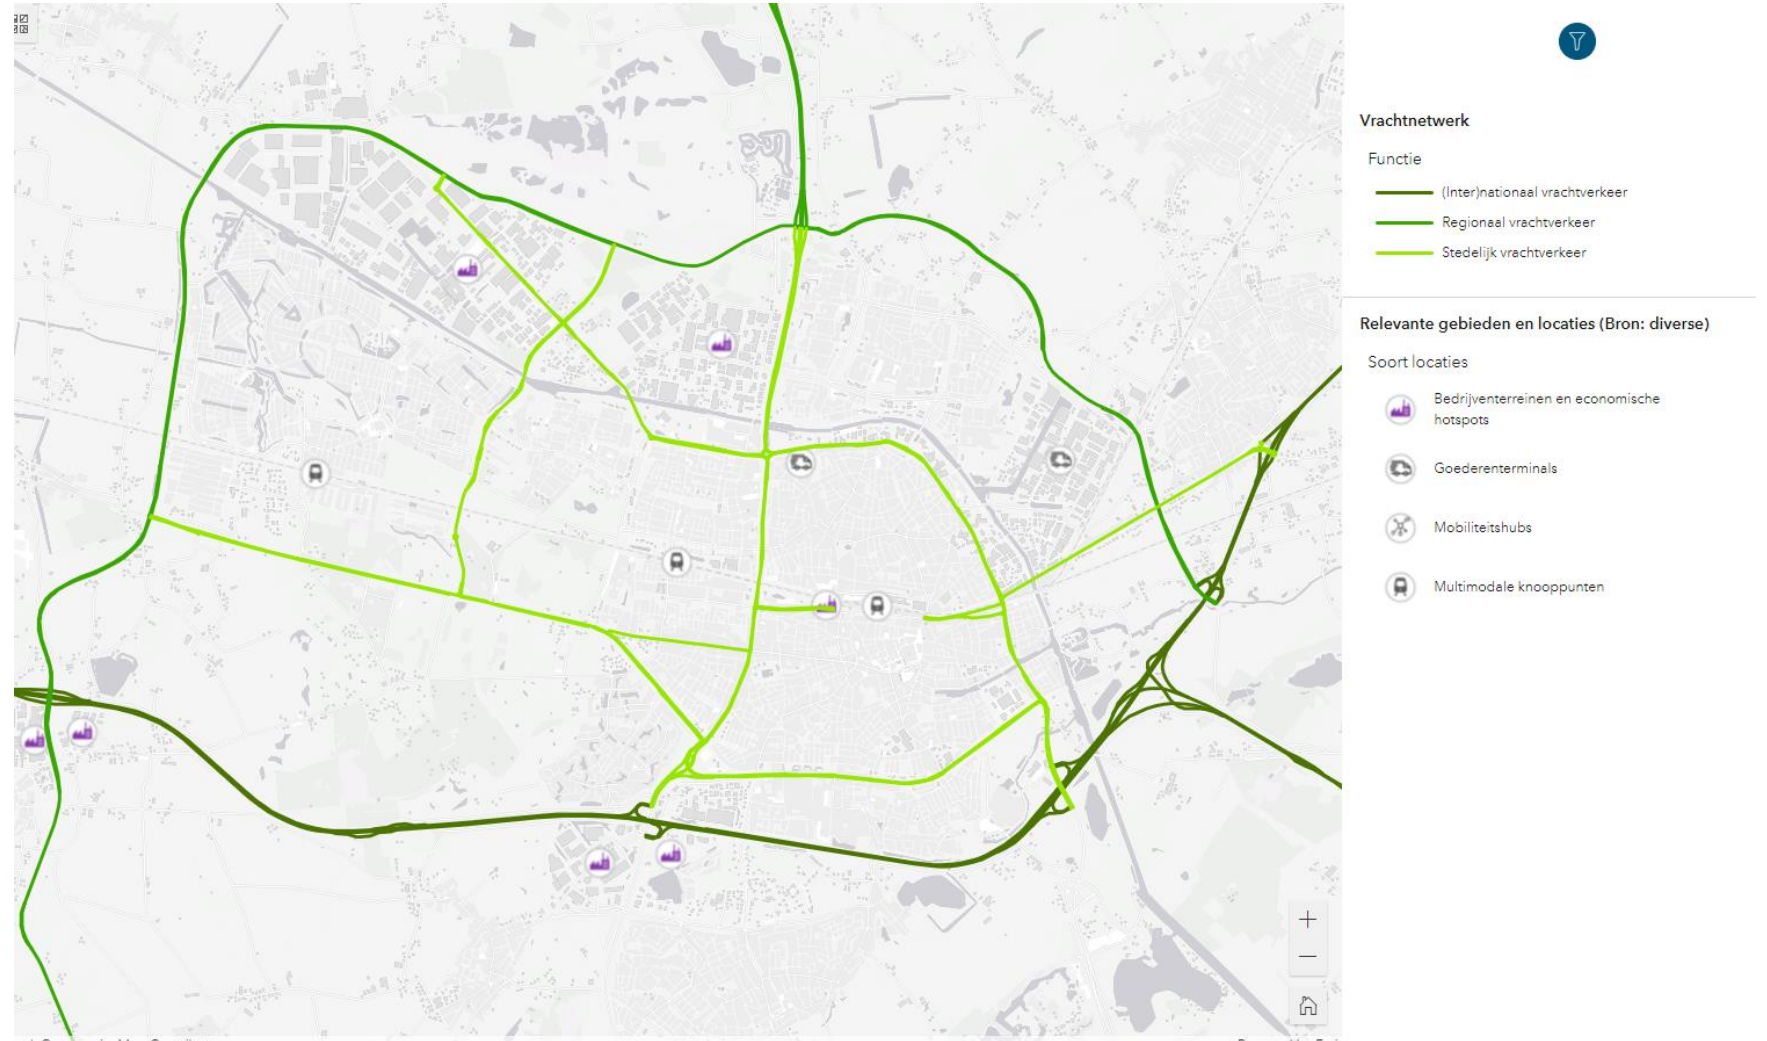 Vrachtnetwerk
Functie
(Inter)nationaal vrachtverkeer
Regionaal vrachtverkeer
Stedelijk vrachtverkeer
Relevante gebieden en locaties (Bron: diverse)
Soort locaties
Bedrijventerreinen en economische
hotspots
Goederenterminals
Mobiliteitshubs
Multimodale knooppunten